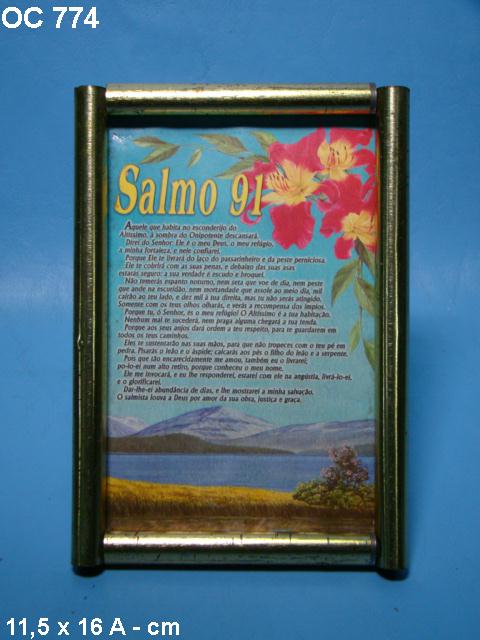 OC 774
Salmo 91
Aquele que habita no esconderijo do
Altíssimo, à sombra do Onipotente descansará.
Direi do Senhor: Ele é o meu Deus, o meu refúgio,
a minha fortaleza, e nele confiarei.
Porque Ele te livrará do laço do passarinheiro e da peste perniciosa.
Ele te cobrirá com as suas penas, e debaixo das suas asas
estarás seguro: a sua verdade é escudo e broquel.
Não temerás espanto noturno, nem seta que voe de dia, nem peste
que ande na escuridão, nem mortandade que assole ao meio dia, mil
cairão ao teu lado, e dez mil à tua direita, mas tu não serás atingido.
Somente com os teus olhos olharás, e verás a recompensa dos ímpios.
Porque tu, ó Senhor, és o meu refúgio! O Altíssimo é a tua habitação.
Nenhum mal te sucederá, nem praga alguma chegará à tua tenda.
Porque aos seus anjos dará ordem a teu respeito, para te guardarem em
todos os teus caminhos.
Eles te sustentarão nas suas mãos, para que não tropeces com o teu pé em
pedra. Pisarás o leão e o áspide; calcarás aos pés o filho do leão e a serpente.
Pois que tão encarecidamente me amou, também eu o livrarei;
po-lo-ei num alto retiro, porque conheceu o meu nome.
Ele me invocará, e eu lhe responderei, estarei com ele na angústia, livrá-lo-ei,
e o glorificarei.
Dar-lhe-ei abundância de dias, e lhe mostrarei a minha salvação.
O salmista louva a Deus por amor da sua obra, justiça e graça.
11,5 x 16 A - cm